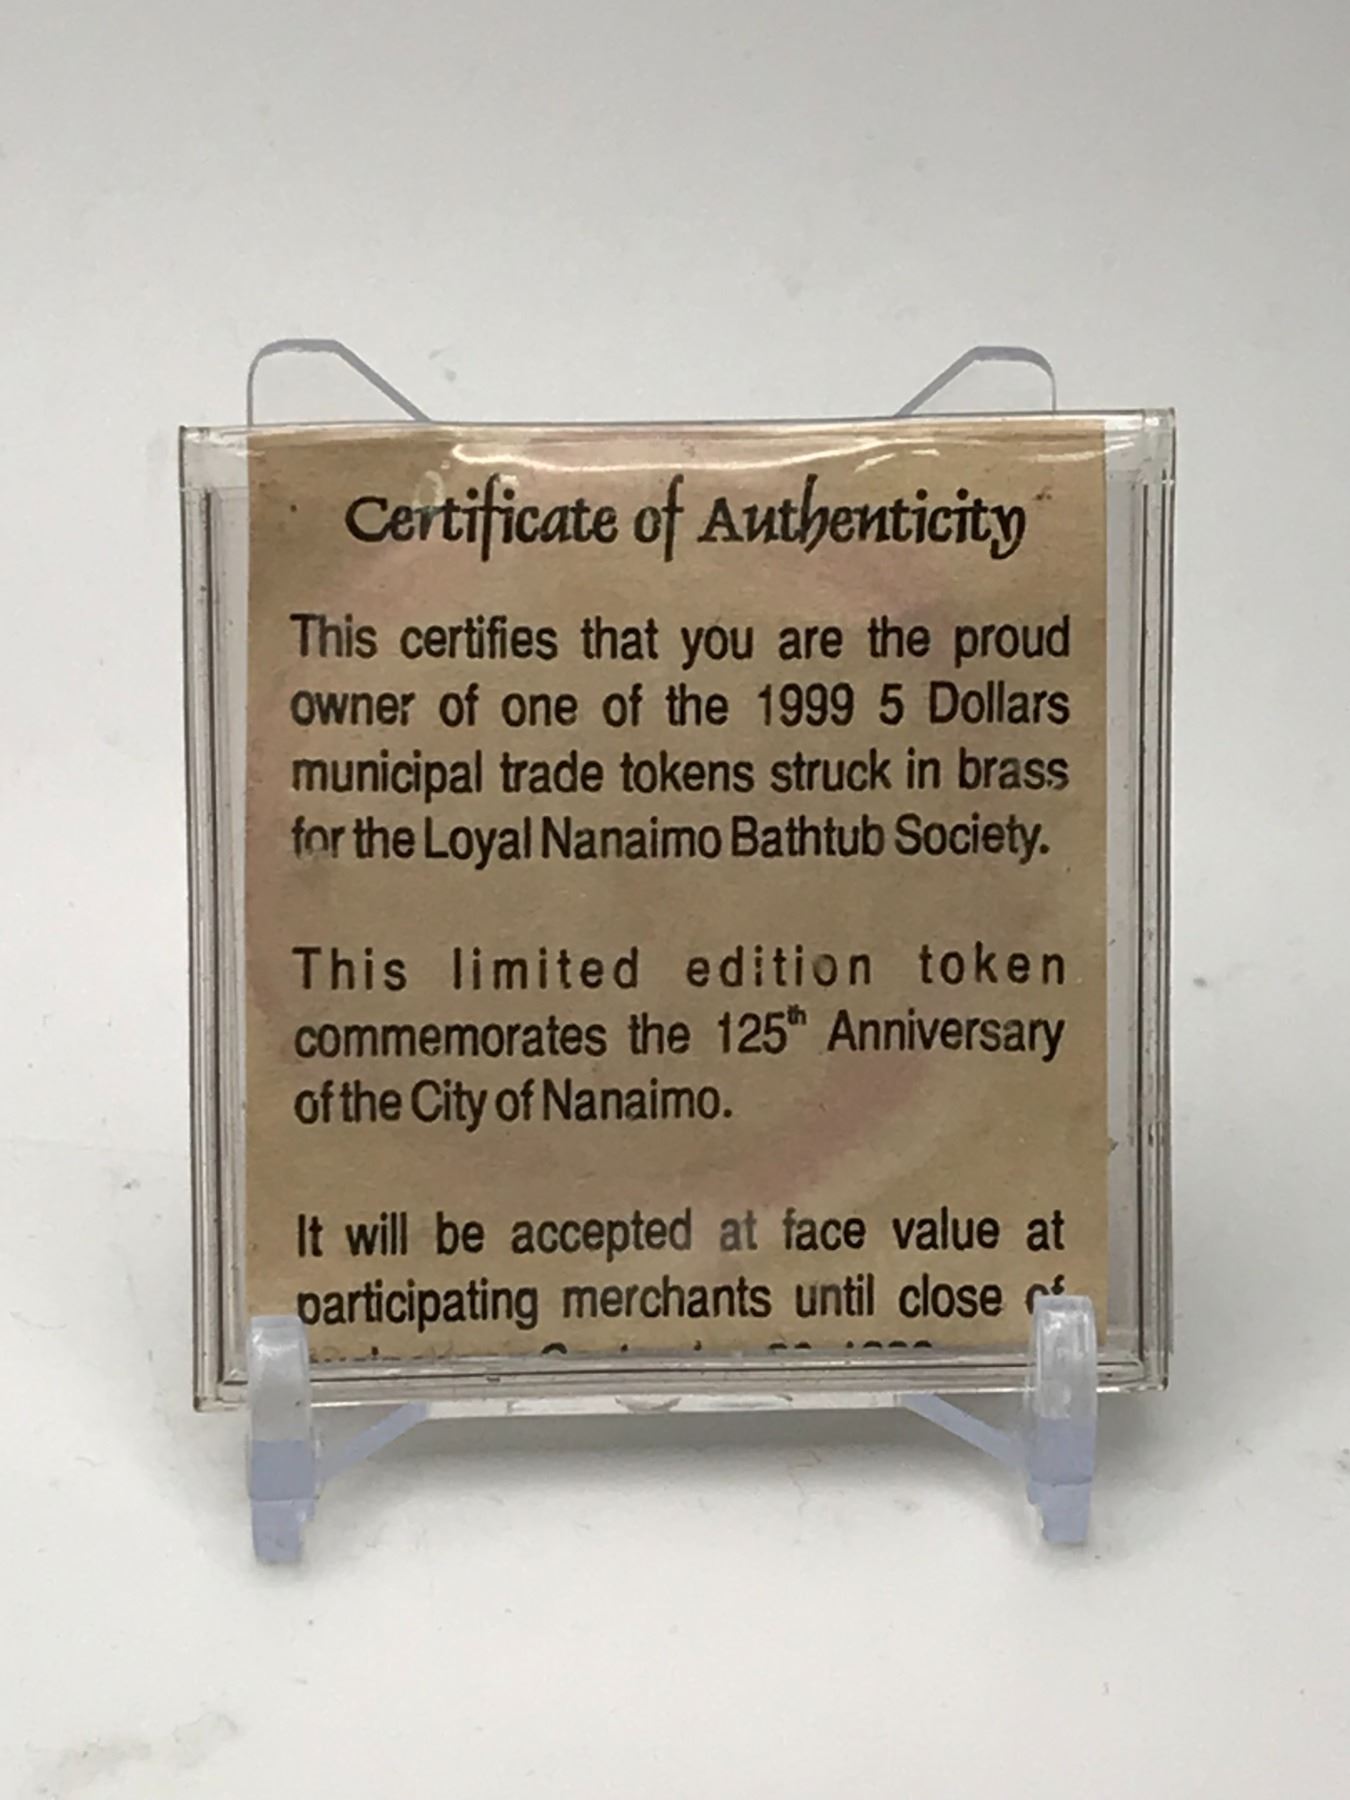 Certificate of Authenticity
This certifies that you are the proud
owner of one of the 1999 5 Dollars
municipal trade tokens struck in brass
for the Loyal Nanaimo Bathtub Society.
This limited edition token
commemorates the 125th Anniversary
of the City of Nanaimo.
It will be accepted at face value at
participating merchants until close of